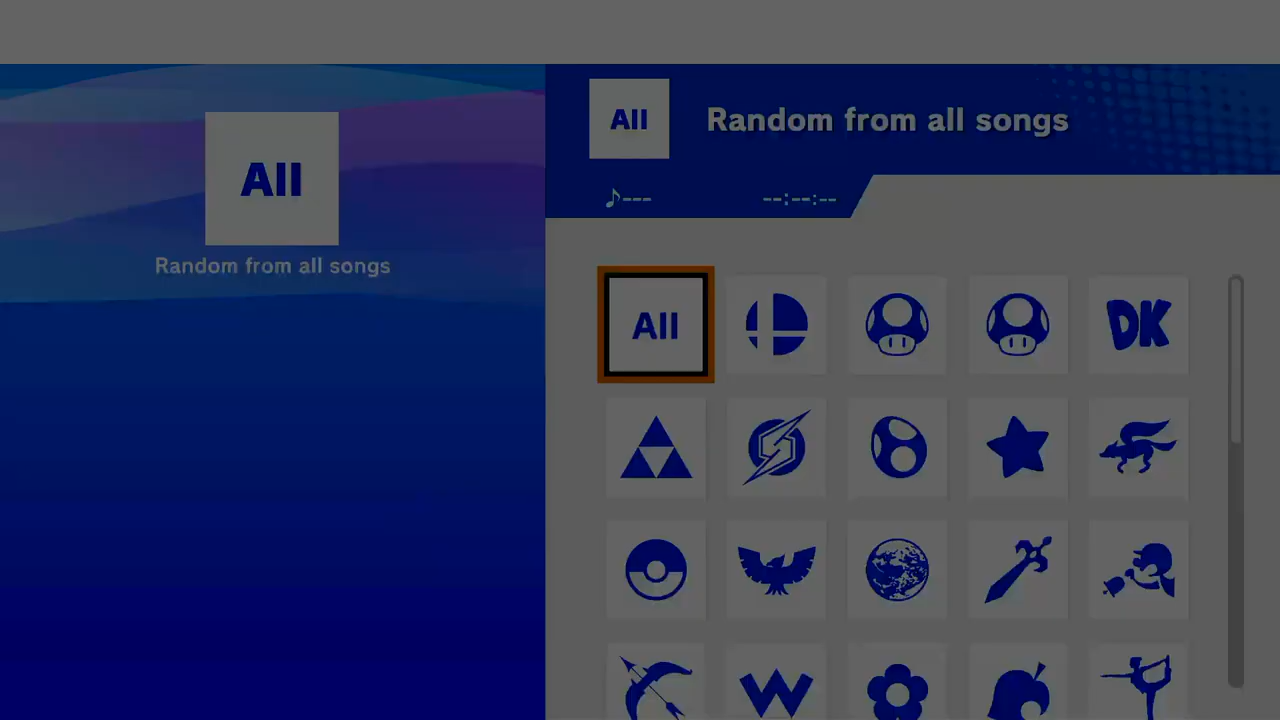 All
Random from all songs
All
Random from all songs
♪---
--:--:--
All
DK
W